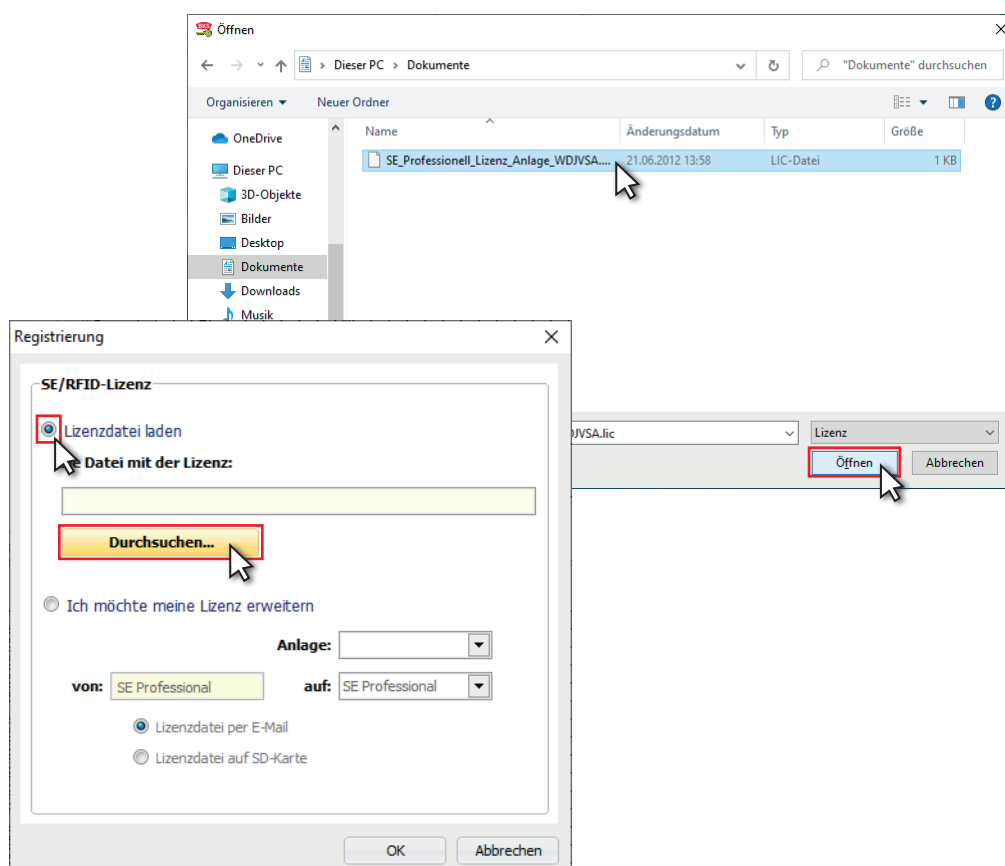 Öffnen
Dieser PC > Dokumente
"Dokumente" durchsuchen
Organisieren
Neuer Ordner
Name
Änderungsdatum
Typ
Größe
SE_Professionell_Lizenz_Anlage_WDJVSA....
21.06.2012 13:58
LIC-Datei
1 KB
OneDrive
Dieser PC
3D-Objekte
Bilder
Desktop
Dokumente
Downloads
Musik
DJVSA.lic
Lizenz
Öffnen
Abbrechen
Registrierung
SE/RFID-Lizenz
Lizenzdatei laden
Datei mit der Lizenz:
Durchsuchen...
Ich möchte meine Lizenz erweitern
Anlage:
von:
SE Professional
auf:
SE Professional
Lizenzdatei per E-Mail
Lizenzdatei auf SD-Karte
OK
Abbrechen